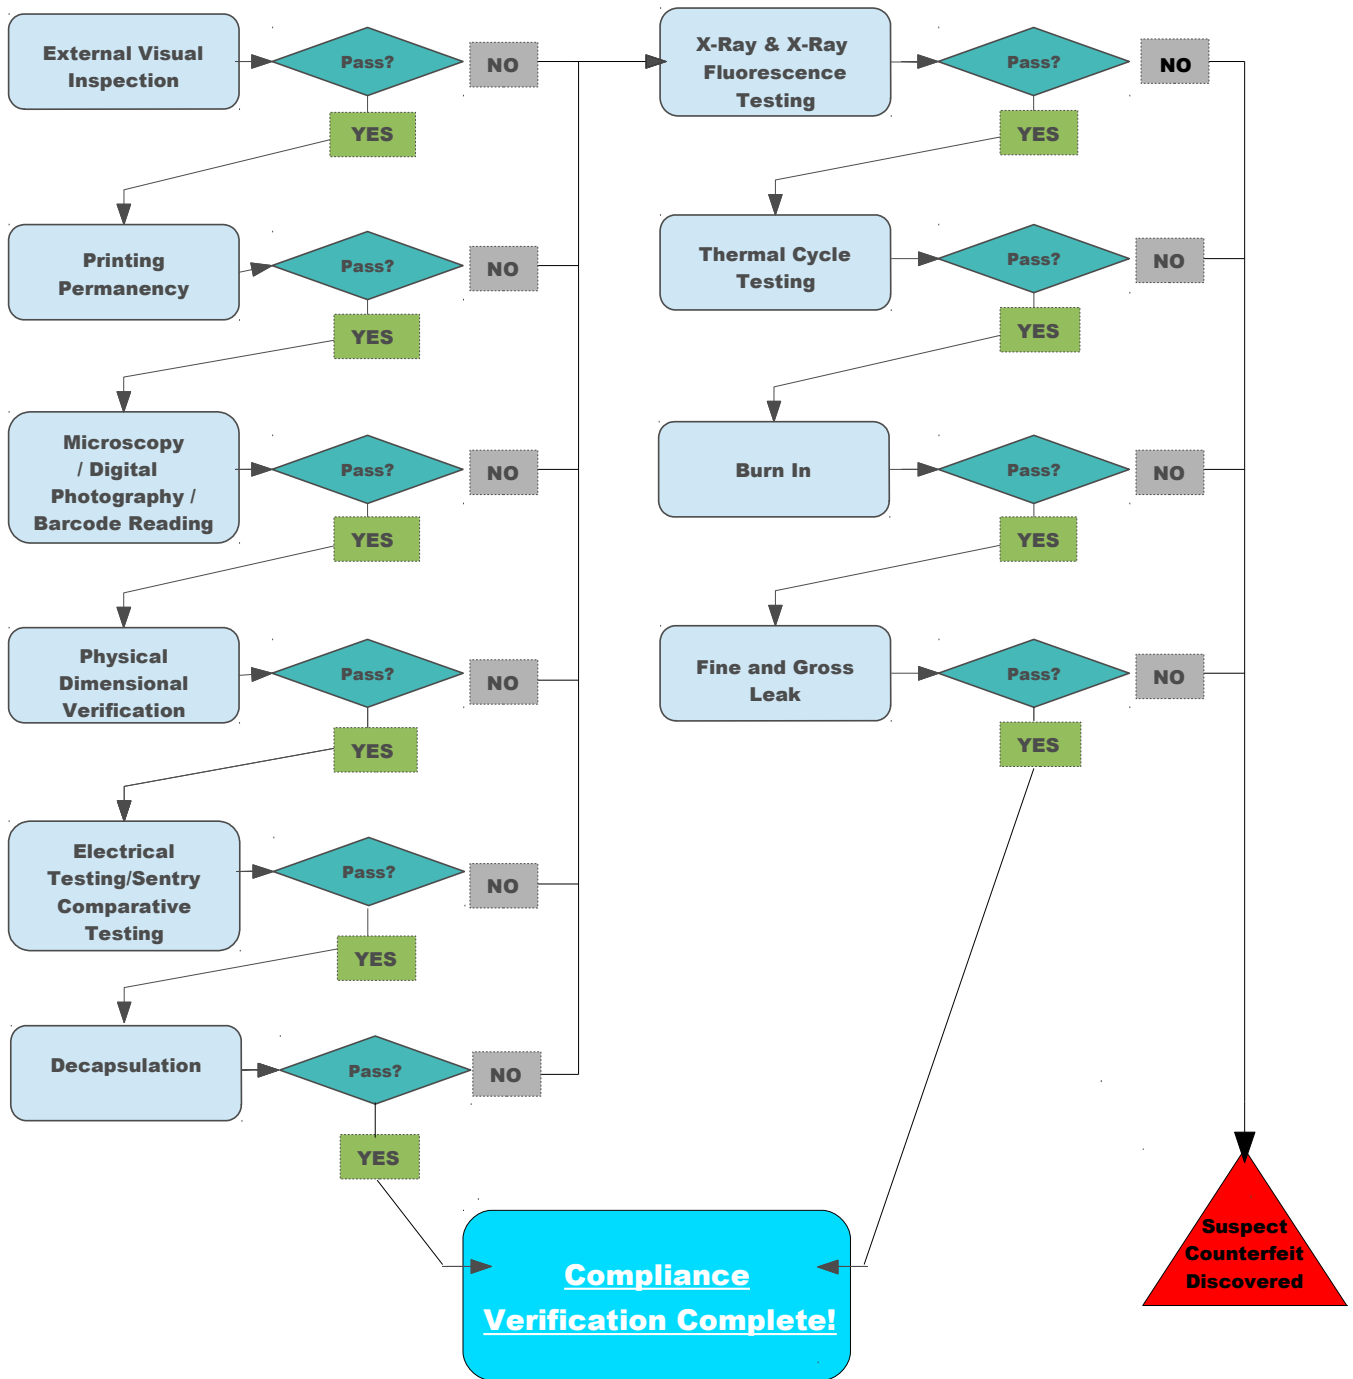 External Visual
Inspection
Pass?
NO
YES
Printing
Permanency
Pass?
NO
YES
Microscopy
/ Digital
Photography /
Barcode Reading
Pass?
NO
YES
Physical
Dimensional
Verification
Pass?
NO
YES
Electrical
Testing/Sentry
Comparative
Testing
Pass?
NO
YES
Decapsulation
Pass?
NO
YES
X-Ray & X-Ray
Fluorescence
Testing
Pass?
NO
YES
Thermal Cycle
Testing
Pass?
NO
YES
Burn In
Pass?
NO
YES
Fine and Gross
Leak
Pass?
NO
YES
Compliance
Verification Complete!
Suspect
Counterfeit
Discovered